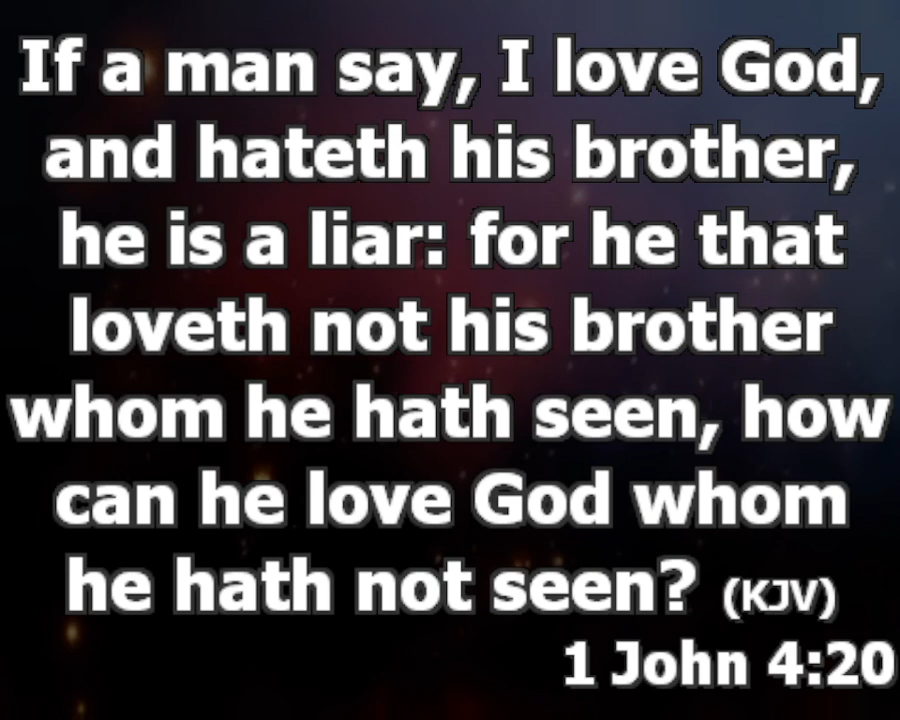 If a man say, I love God,
and hateth his brother,
he is a liar: for he that
loveth not his brother
whom he hath seen, how
can he love God whom
he hath not seen? (KJV)
1 John 4:20